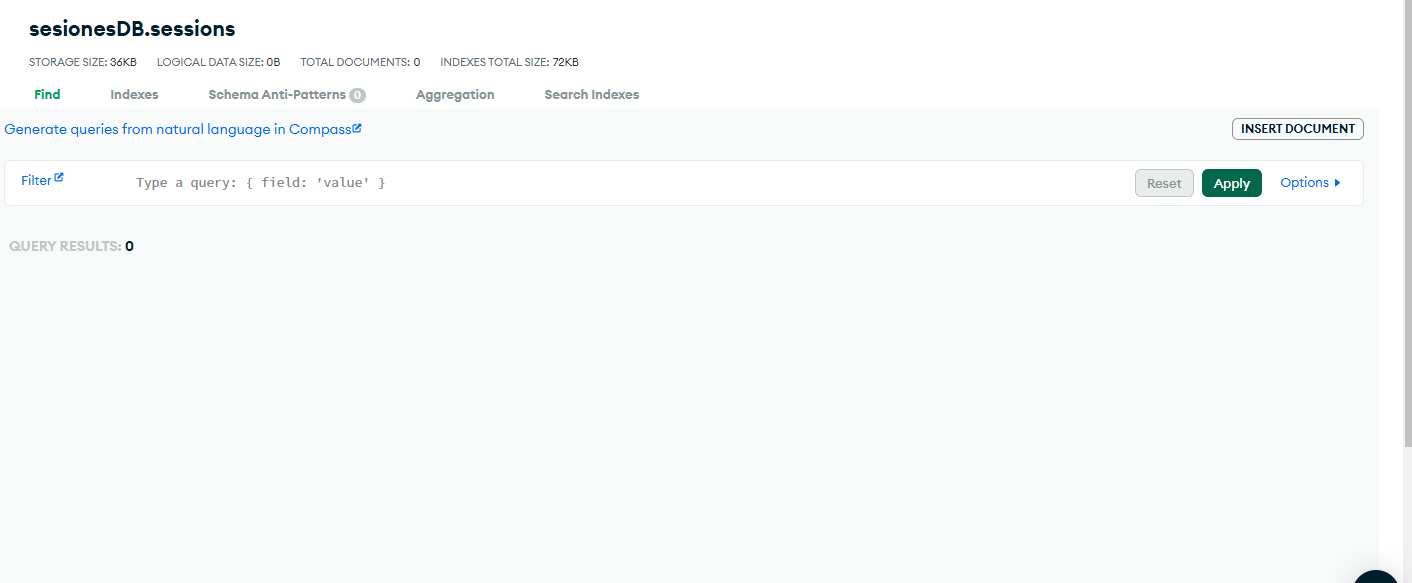 sesionesDB.sessions
STORAGE SIZE: 36KB LOGICAL DATA SIZE: 0B TOTAL DOCUMENTS: 0 INDEXES TOTAL SIZE: 72KB
Find Indexes Schema Anti-Patterns 0 Aggregation Search Indexes
Generate queries from natural language in Compass INSERT DOCUMENT
Filter Type a query: { field: 'value' } Reset Apply Options
QUERY RESULTS: 0